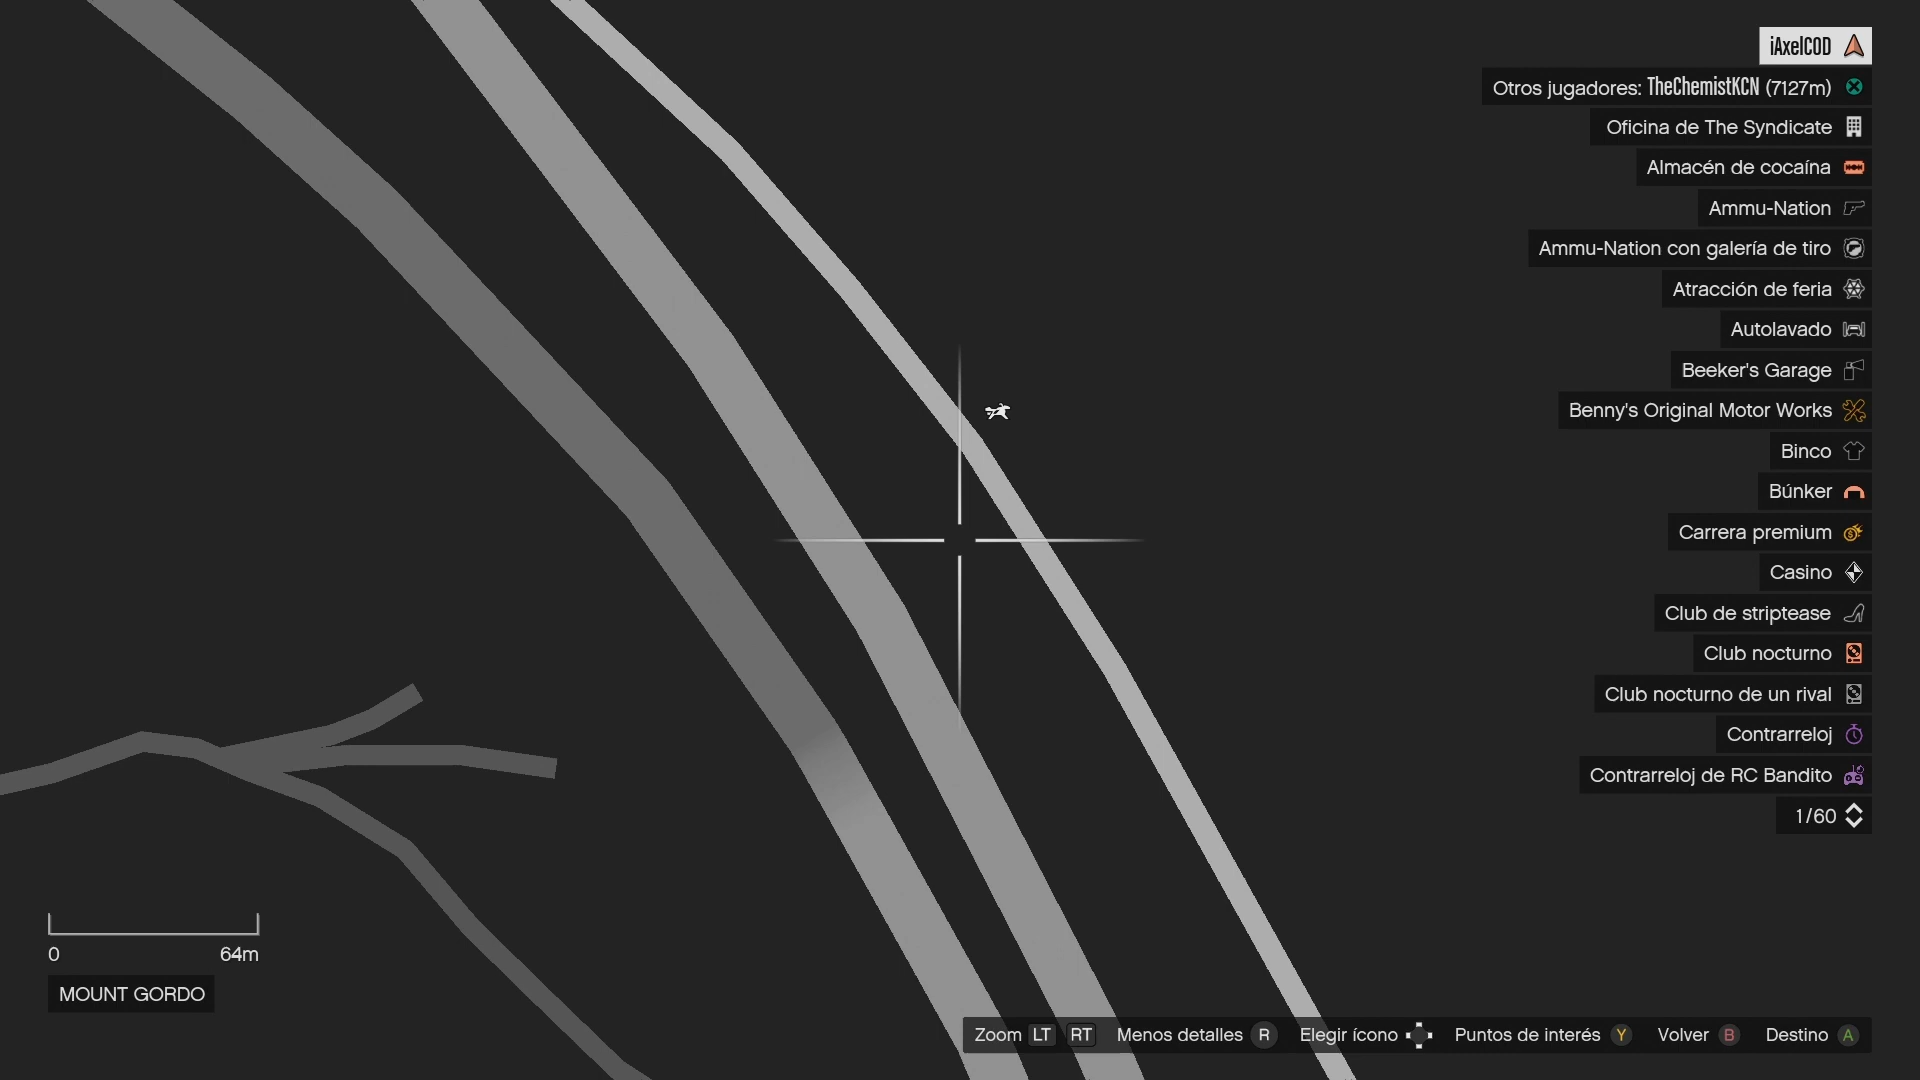 iAxelCOD
Otros jugadores: TheChemistKCN (7127m)
Oficina de The Syndicate
Almacén de cocaína
Ammu-Nation
Ammu-Nation con galería de tiro
Atracción de feria
Autolavado
Beeker's Garage
Benny's Original Motor Works
Binco
Búnker
Carrera premium
Casino
Club de striptease
Club nocturno
Club nocturno de un rival
Contrarreloj
Contrarreloj de RC Bandito
1/60
0 64m
MOUNT GORDO
Zoom LT RT Menos detalles R Elegir ícono Puntos de interés Y Volver B Destino A